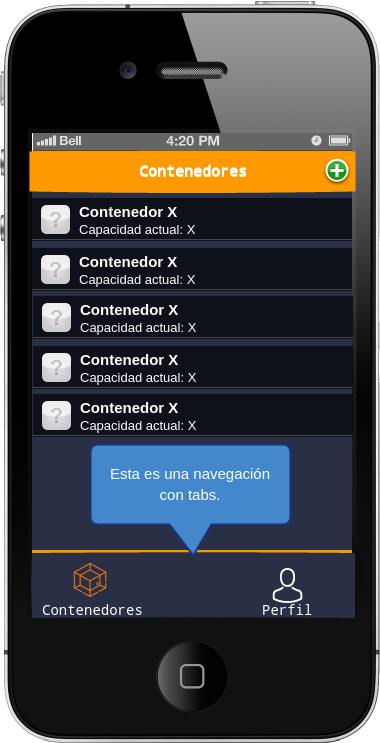 Bell 4:20 PM
Contenedores
Contenedor X
Capacidad actual: X
Contenedor X
Capacidad actual: X
Contenedor X
Capacidad actual: X
Contenedor X
Capacidad actual: X
Contenedor X
Capacidad actual: X
Esta es una navegación
con tabs.
Contenedores Perfil